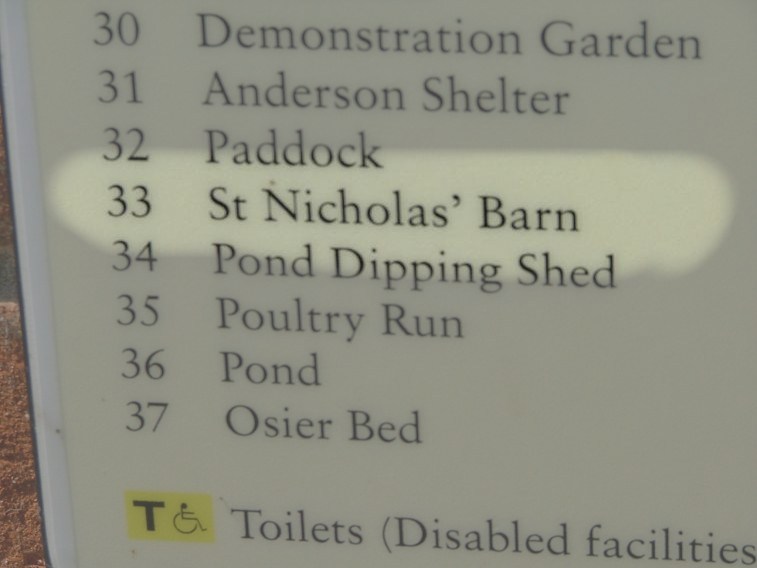 30 Demonstration Garden
31 Anderson Shelter
32 Paddock
33 St Nicholas’ Barn
34 Pond Dipping Shed
35 Poultry Run
36 Pond
37 Osier Bed
T Toilets (Disabled facilities